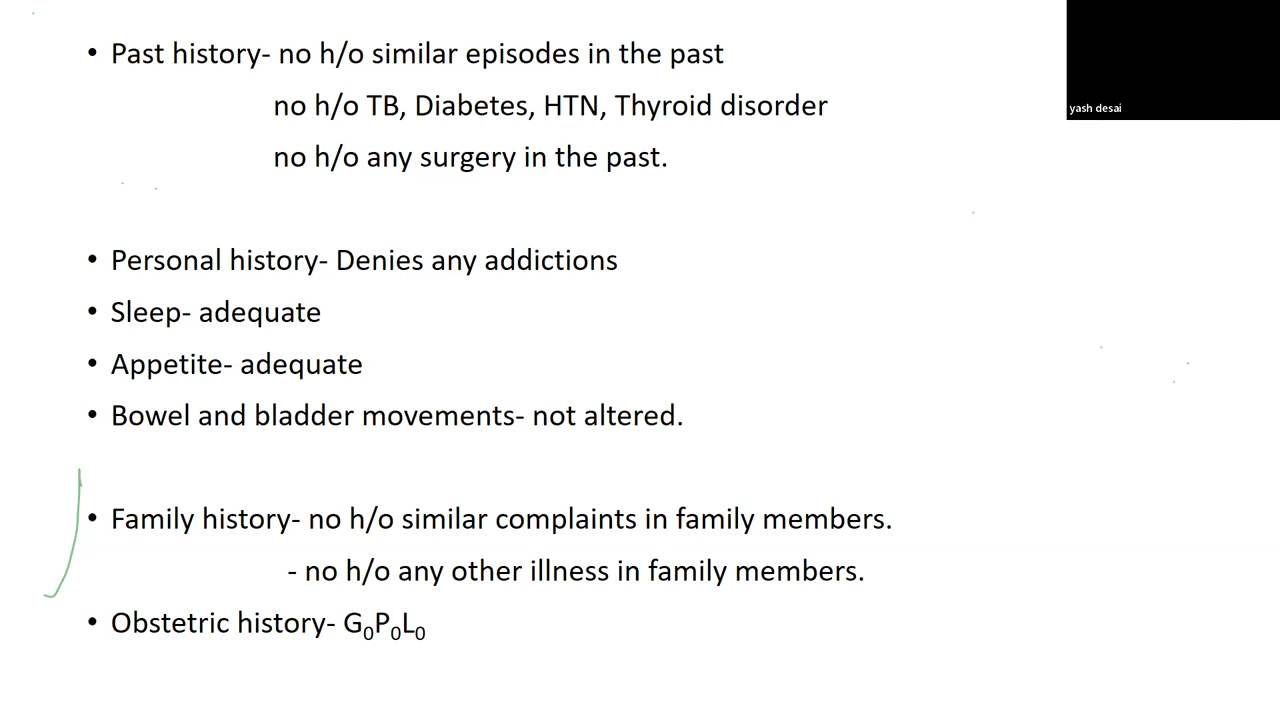 • Past history- no h/o similar episodes in the past
yash desai
no h/o TB, Diabetes, HTN, Thyroid disorder
no h/o any surgery in the past.
• Personal history- Denies any addictions
• Sleep- adequate
• Appetite- adequate
• Bowel and bladder movements- not altered.
• Family history- no h/o similar complaints in family members.
- no h/o any other illness in family members.
• Obstetric history- G₀P₀L₀